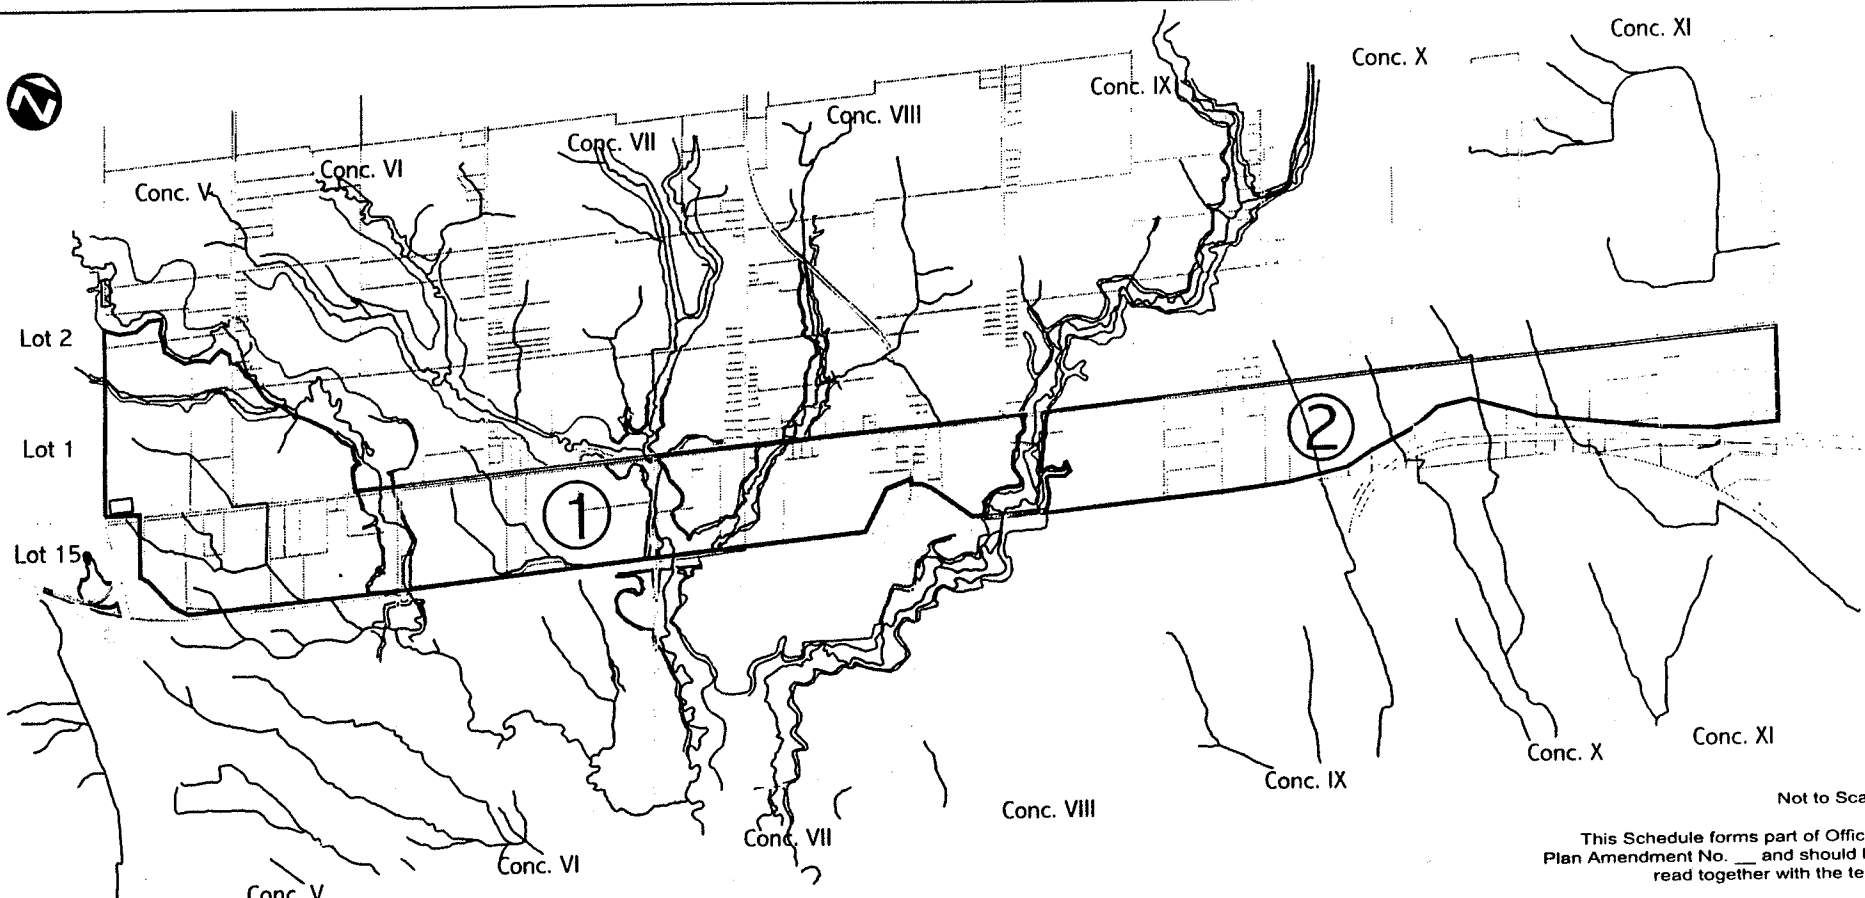 Conc. XI
Conc. X
Conc. IX
Conc. VIII
Conc. VII
Conc. VI
Conc. V
Lot 2
Lot 1
Lot 15
1
2
Conc. XI
Conc. X
Conc. IX
Conc. VIII
Conc. VII
Conc. VI
Conc. V
Not to Sca
This Schedule forms part of Offic
Plan Amendment No. __ and should
read together with the te